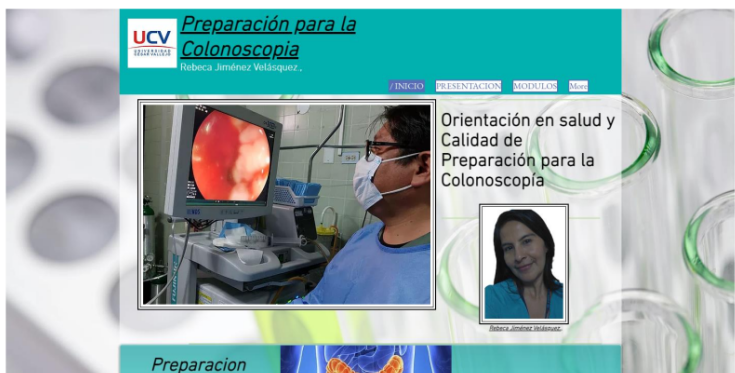 UCV
UNIVERSIDAD
CÉSAR VALLEJO
Preparación para la
Colonoscopia
Rebeca Jiménez Velásquez.,
/ INICIO
PRESENTACION
MODULOS
More
Orientación en salud y
Calidad de
Preparación para la
Colonoscopía
Rebeca Jiménez Velásquez.,
Preparacion